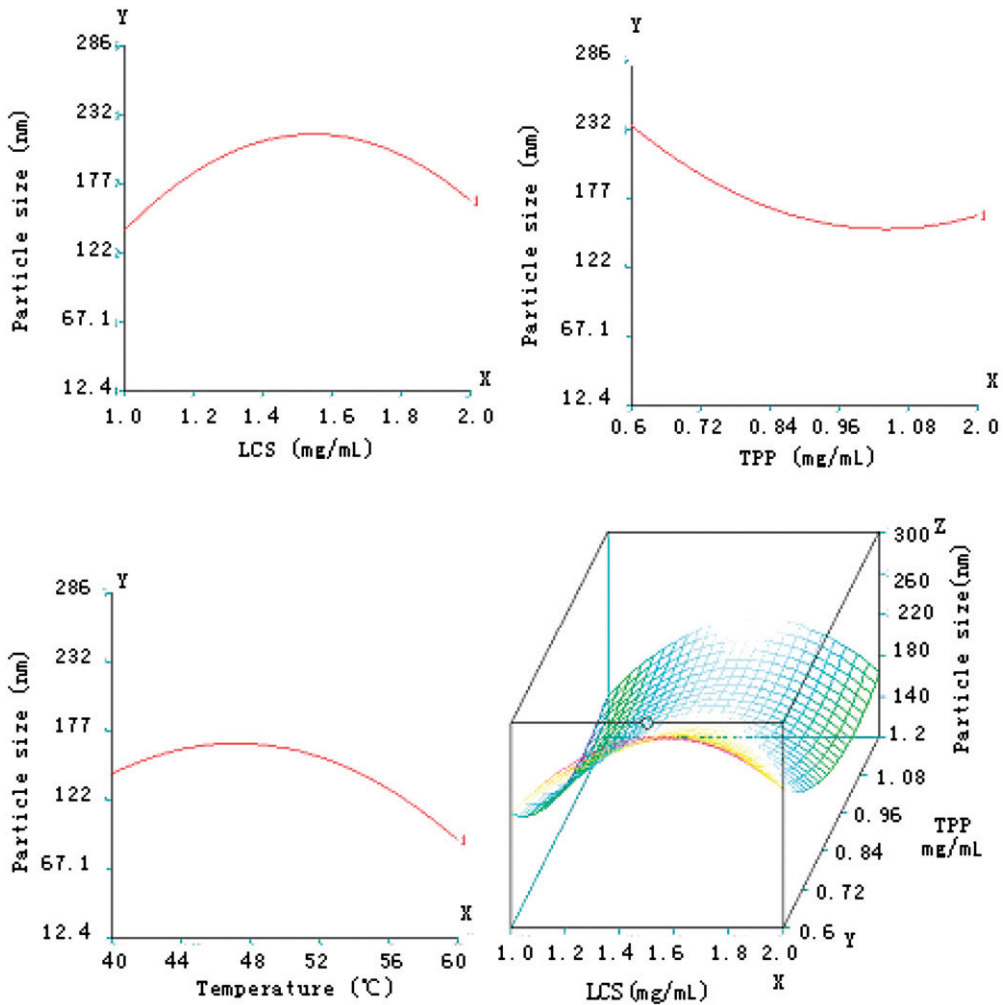 Y
286
232
177
122
67.1
12.4
Particle size (nm)
1
X
1.0 1.2 1.4 1.6 1.8 2.0
LCS (mg/mL)
Y
286
232
177
122
67.1
12.4
Particle size (nm)
1
X
0.6 0.72 0.84 0.96 1.08 2.0
TPP (mg/mL)
Y
286
232
177
122
67.1
12.4
Particle size (nm)
1
X
40 44 48 52 56 60
Temperature (℃)
Z
300
260
220
180
140
Particle size(nm)
1.2
1.08
0.96
0.84
0.72
0.6
TPP
mg/mL
Y
1.0 1.2 1.4 1.6 1.8 2.0
X
LCS(mg/mL)